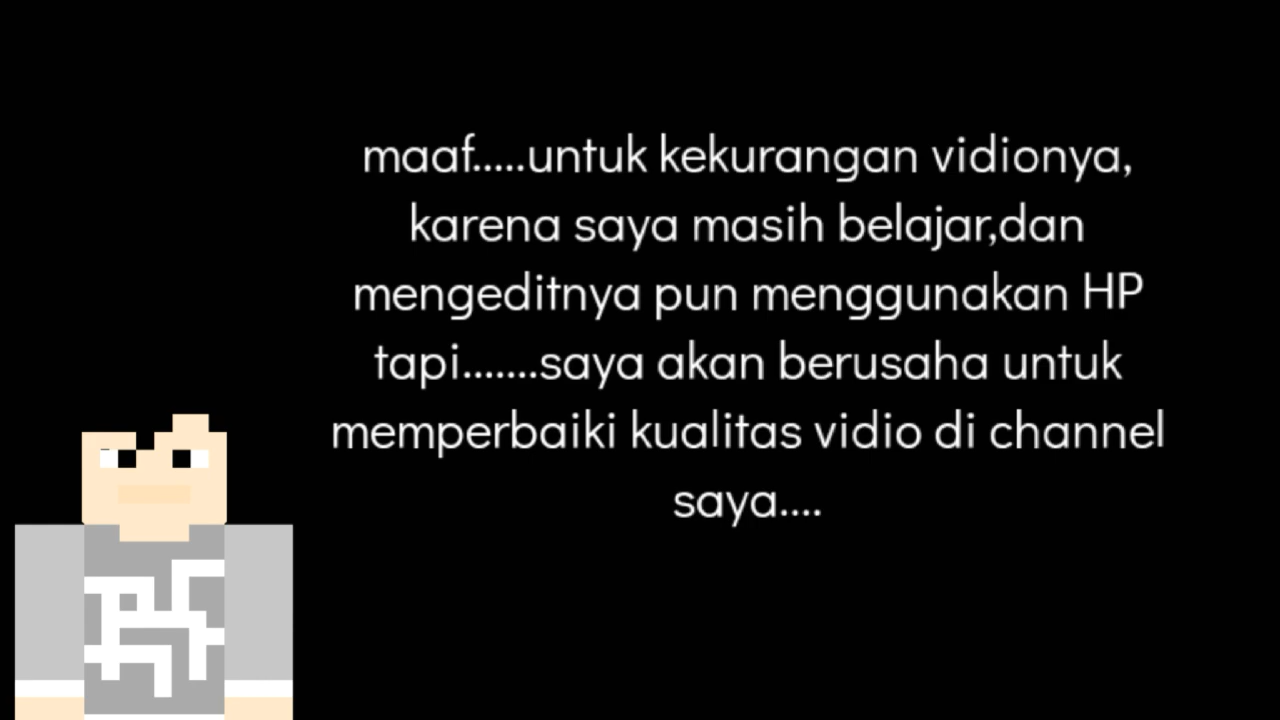 maaf.....untuk kekurangan vidionya,
karena saya masih belajar,dan
mengeditnya pun menggunakan HP
tapi.......saya akan berusaha untuk
memperbaiki kualitas vidio di channel
saya....